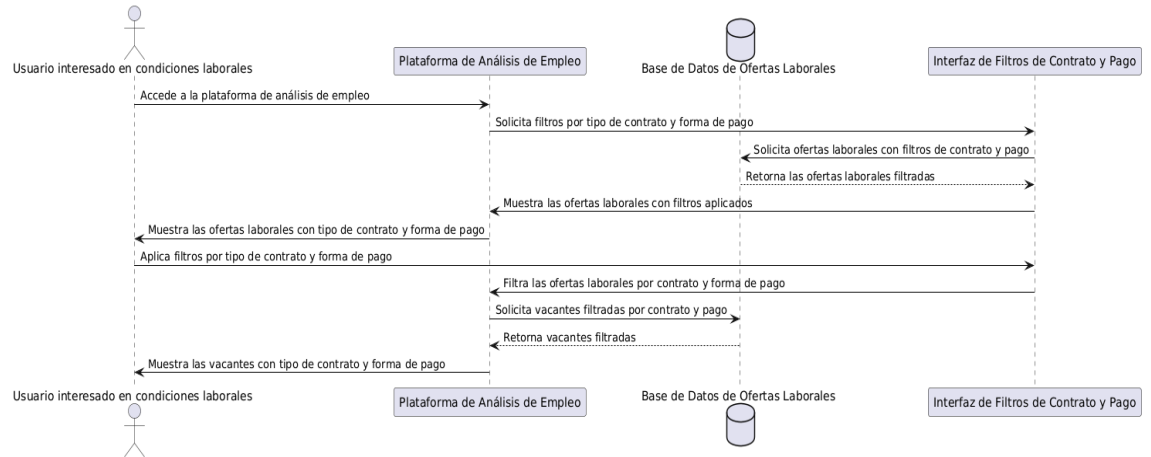 Usuario interesado en condiciones laborales
Plataforma de Análisis de Empleo
Base de Datos de Ofertas Laborales
Interfaz de Filtros de Contrato y Pago
Accede a la plataforma de análisis de empleo
Solicita filtros por tipo de contrato y forma de pago
Solicita ofertas laborales con filtros de contrato y pago
Retorna las ofertas laborales filtradas
Muestra las ofertas laborales con filtros aplicados
Muestra las ofertas laborales con tipo de contrato y forma de pago
Aplica filtros por tipo de contrato y forma de pago
Filtra las ofertas laborales por contrato y forma de pago
Solicita vacantes filtradas por contrato y pago
Retorna vacantes filtradas
Muestra las vacantes con tipo de contrato y forma de pago
Usuario interesado en condiciones laborales
Plataforma de Análisis de Empleo
Base de Datos de Ofertas Laborales
Interfaz de Filtros de Contrato y Pago